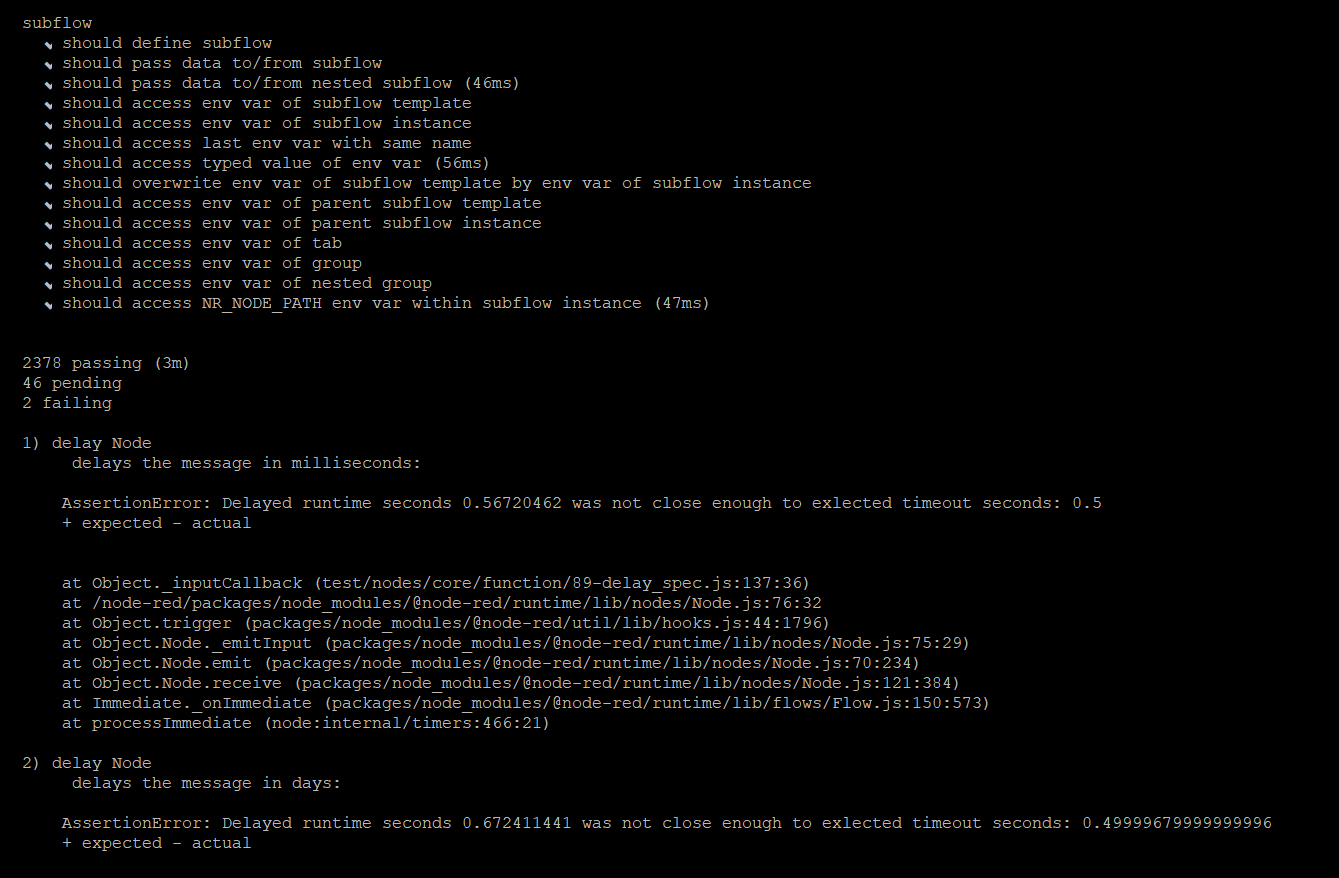 subflow
✔ should define subflow
✔ should pass data to/from subflow
✔ should pass data to/from nested subflow (46ms)
✔ should access env var of subflow template
✔ should access env var of subflow instance
✔ should access last env var with same name
✔ should access typed value of env var (56ms)
✔ should overwrite env var of subflow template by env var of subflow instance
✔ should access env var of parent subflow template
✔ should access env var of parent subflow instance
✔ should access env var of tab
✔ should access env var of group
✔ should access env var of nested group
✔ should access NR_NODE_PATH env var within subflow instance (47ms)
2378 passing (3m)
46 pending
2 failing
1) delay Node
delays the message in milliseconds:
AssertionError: Delayed runtime seconds 0.56720462 was not close enough to exlected timeout seconds: 0.5
+ expected - actual
at Object._inputCallback (test/nodes/core/function/89-delay_spec.js:137:36)
at /node-red/packages/node_modules/@node-red/runtime/lib/nodes/Node.js:76:32
at Object.trigger (packages/node_modules/@node-red/util/lib/hooks.js:44:1796)
at Object.Node._emitInput (packages/node_modules/@node-red/runtime/lib/nodes/Node.js:75:29)
at Object.Node.emit (packages/node_modules/@node-red/runtime/lib/nodes/Node.js:70:234)
at Object.Node.receive (packages/node_modules/@node-red/runtime/lib/nodes/Node.js:121:384)
at Immediate._onImmediate (packages/node_modules/@node-red/runtime/lib/flows/Flow.js:150:573)
at processImmediate (node:internal/timers:466:21)
2) delay Node
delays the message in days:
AssertionError: Delayed runtime seconds 0.672411441 was not close enough to exlected timeout seconds: 0.49999679999999996
+ expected - actual